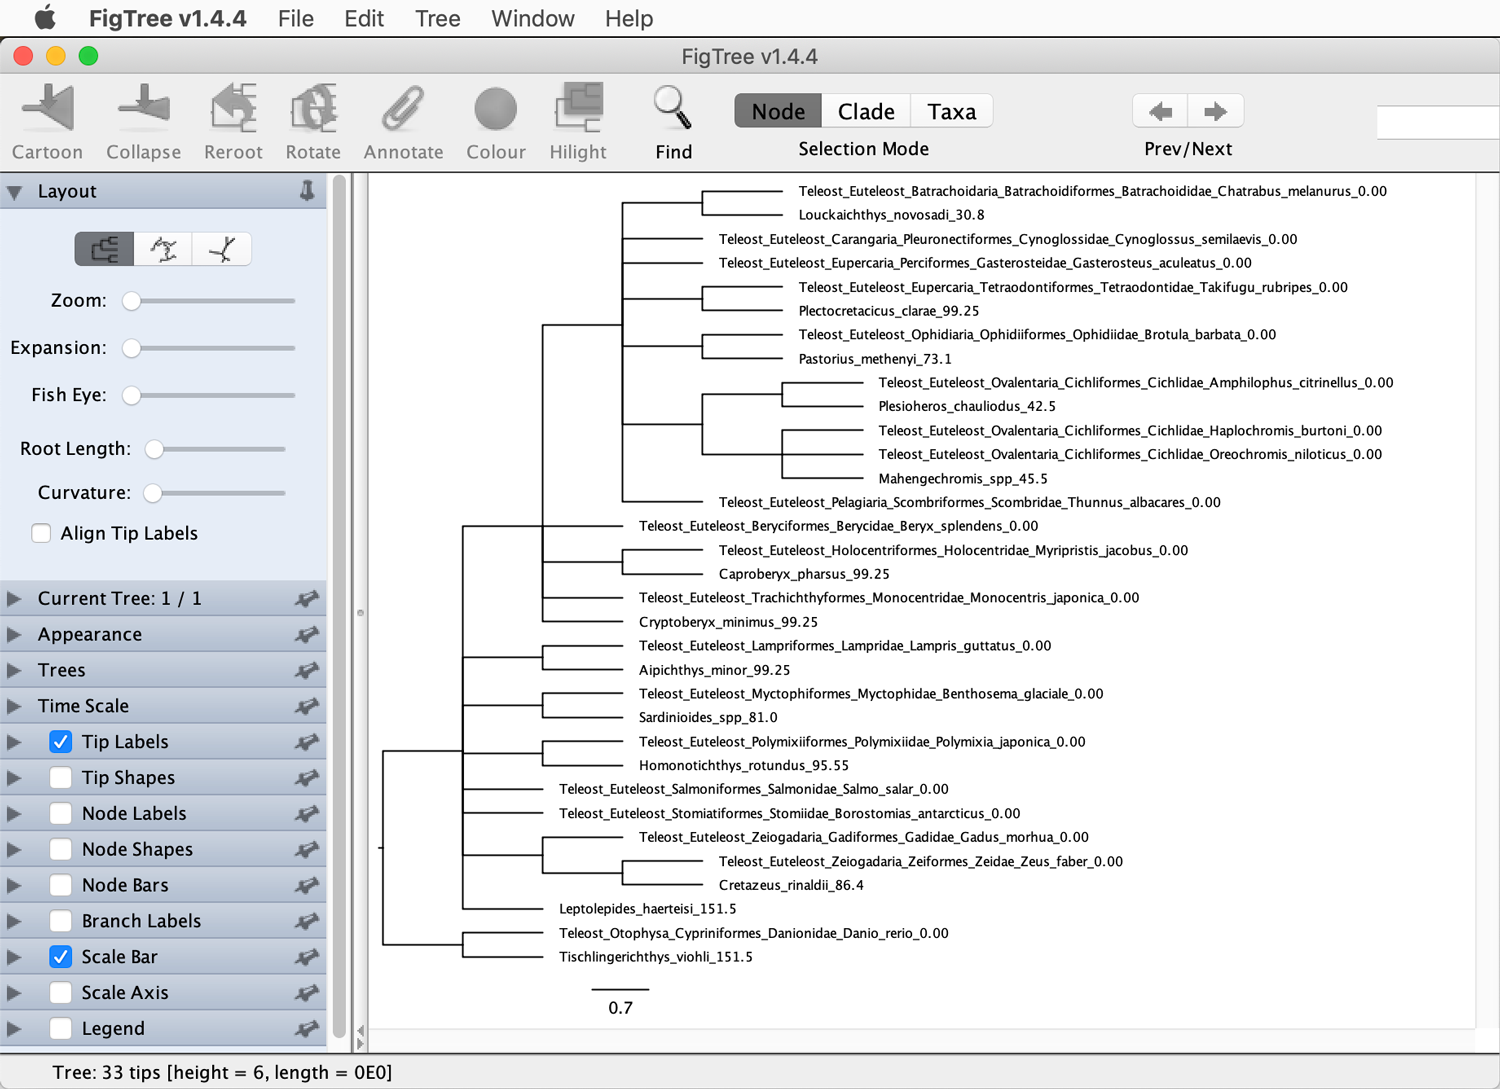 FigTree v1.4.4 File Edit Tree Window Help
FigTree v1.4.4
Cartoon Collapse Reroot Rotate Annotate Colour Hilight Find
Node Clade Taxa
Selection Mode
Prev/Next
Layout
Zoom:
Expansion:
Fish Eye:
Root Length:
Curvature:
Align Tip Labels
Current Tree: 1 / 1
Appearance
Trees
Time Scale
Tip Labels
Tip Shapes
Node Labels
Node Shapes
Node Bars
Branch Labels
Scale Bar
Scale Axis
Legend
Teleost_Euteleost_Batrachoidaria_Batrachoidiformes_Batrachoididae_Chatrabus_melanurus_0.00
Louckaichthys_novosadi_30.8
Teleost_Euteleost_Carangaria_Pleuronectiformes_Cynoglossidae_Cynoglossus_semilaevis_0.00
Teleost_Euteleost_Eupercaria_Perciformes_Gasterosteidae_Gasterosteus_aculeatus_0.00
Teleost_Euteleost_Eupercaria_Tetraodontiformes_Tetraodontidae_Takifugu_rubripes_0.00
Plectocretacicus_clarae_99.25
Teleost_Euteleost_Ophidiaria_Ophidiiformes_Ophidiidae_Brotula_barbata_0.00
Pastorius_methenyi_73.1
Teleost_Euteleost_Ovalentaria_Cichliformes_Cichlidae_Amphilophus_citrinellus_0.00
Plesioheros_chauliodus_42.5
Teleost_Euteleost_Ovalentaria_Cichliformes_Cichlidae_Haplochromis_burtoni_0.00
Teleost_Euteleost_Ovalentaria_Cichliformes_Cichlidae_Oreochromis_niloticus_0.00
Mahengechromis_spp_45.5
Teleost_Euteleost_Pelagiaria_Scombriformes_Scombridae_Thunnus_albacares_0.00
Teleost_Euteleost_Beryciformes_Berycidae_Beryx_splendens_0.00
Teleost_Euteleost_Holocentriformes_Holocentridae_Myripristis_jacobus_0.00
Caproberyx_pharsus_99.25
Teleost_Euteleost_Trachichthyformes_Monocentridae_Monocentris_japonica_0.00
Cryptoberyx_minimus_99.25
Teleost_Euteleost_Lampriformes_Lampridae_Lampris_guttatus_0.00
Aipichthys_minor_99.25
Teleost_Euteleost_Myctophiformes_Myctophidae_Benthosema_glaciale_0.00
Sardinioides_spp_81.0
Teleost_Euteleost_Polymixiiformes_Polymixiidae_Polymixia_japonica_0.00
Homonotichthys_rotundus_95.55
Teleost_Euteleost_Salmoniformes_Salmonidae_Salmo_salar_0.00
Teleost_Euteleost_Stomiatiformes_Stomiidae_Borostomias_antarcticus_0.00
Teleost_Euteleost_Zeiogadaria_Gadiformes_Gadidae_Gadus_morhua_0.00
Teleost_Euteleost_Zeiogadaria_Zeiformes_Zeidae_Zeus_faber_0.00
Cretazeus_rinaldii_86.4
Leptolepides_haerteisi_151.5
Teleost_Otophysa_Cypriniformes_Danionidae_Danio_rerio_0.00
Tischlingerichthys_viohli_151.5
0.7
Tree: 33 tips [height = 6, length = 0E0]